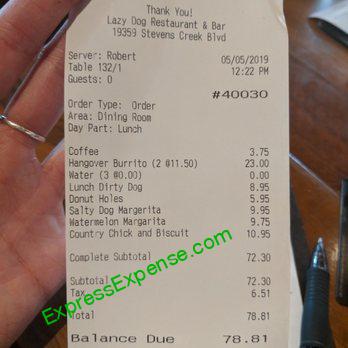 Thank You!
Lazy Dog Restaurant & Bar
19359 Stevens Creek Blvd
Server: Robert 05/05/2019
Table 132/1 12:22 PM
Guests: 0
#40030
Order Type: Order
Area: Dining Room
Day Part: Lunch
Coffee 3.75
Hangover Burrito (2 @11.50) 23.00
Water (3 @0.00) 0.00
Lunch Dirty Dog 8.95
Donut Holes 5.95
Salty Dog Margerita 9.95
Watermelon Margarita 9.75
Country Chick and Biscuit 10.95
Complete Subtotal 72.30
Subtotal 72.30
Tax 6.51
Total 78.81
Balance Due 78.81
ExpressExpense.com